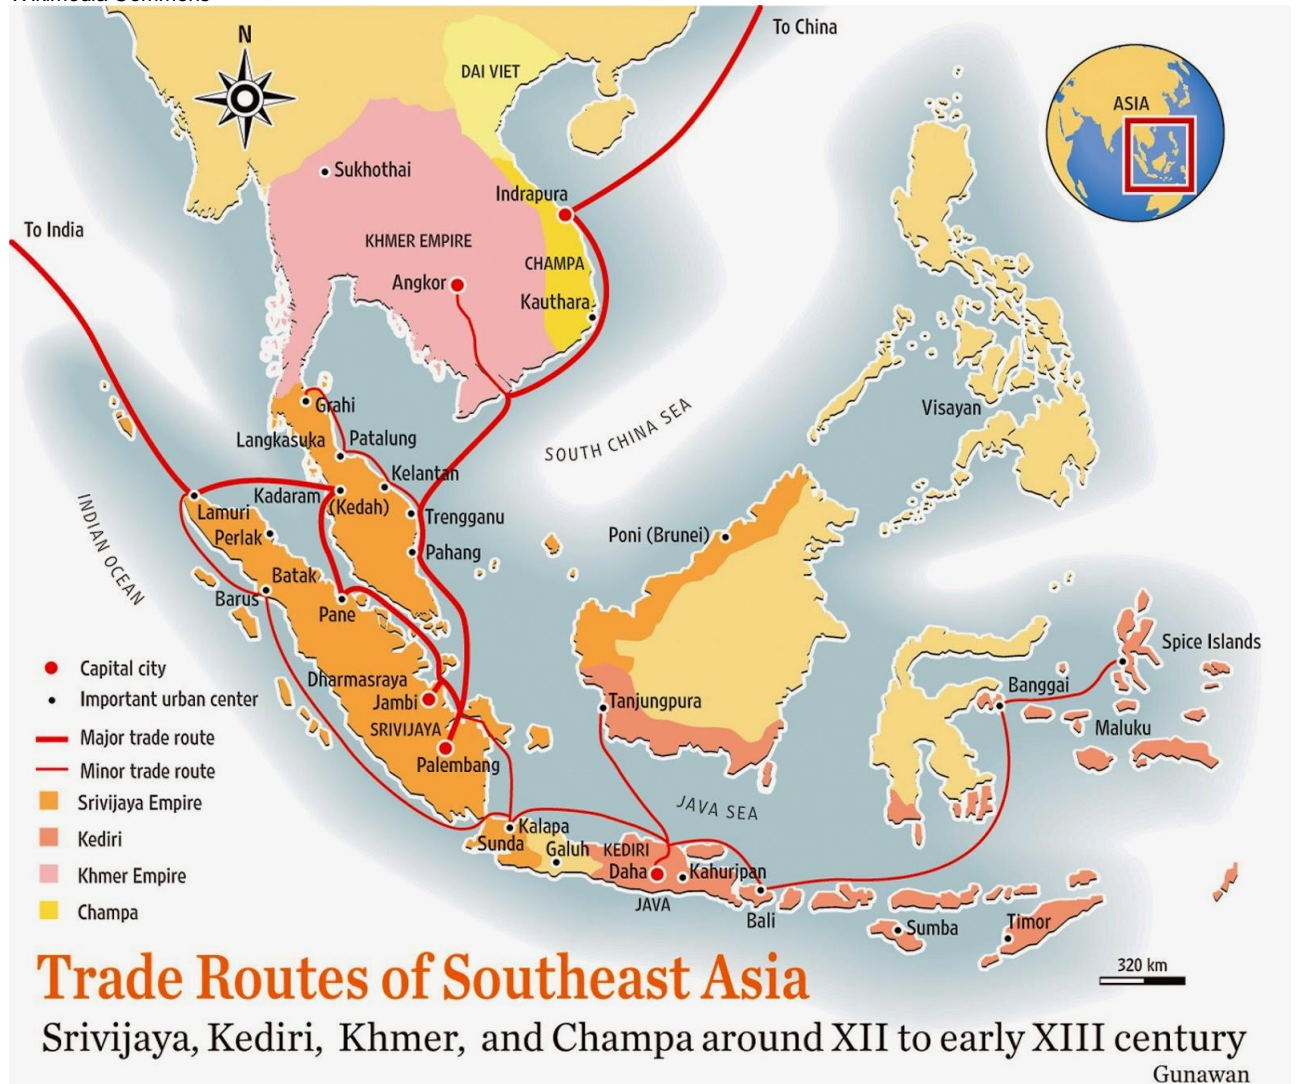 Wikimedia Commons
To China
N
DAI VIET
ASIA
Sukhothai
Indrapura
To India
KHMER EMPIRE
CHAMPA
Angkor
Kauthara
Grahi
Visayan
Langkasuka
Patalung
SOUTH CHINA SEA
Kelantan
Kadaram
(Kedah)
Lamuri
Trengganu
INDIAN OCEAN
Perlak
Poni (Brunei)
Pahang
Batak
Barus
Pane
Spice Islands
Capital city
Dharmasraya
Banggai
Important urban center
Jambi
Tanjungpura
SRIVIJAYA
Maluku
Major trade route
Palembang
Minor trade route
Srivijaya Empire
JAVA SEA
Kalapa
Kediri
Sunda
Galuh
KEDIRI
Khmer Empire
Daha
Kahuripan
JAVA
Champa
Bali
Sumba
Timor
320 km
Trade Routes of Southeast Asia
Srivijaya, Kediri, Khmer, and Champa around XII to early XIII century
Gunawan